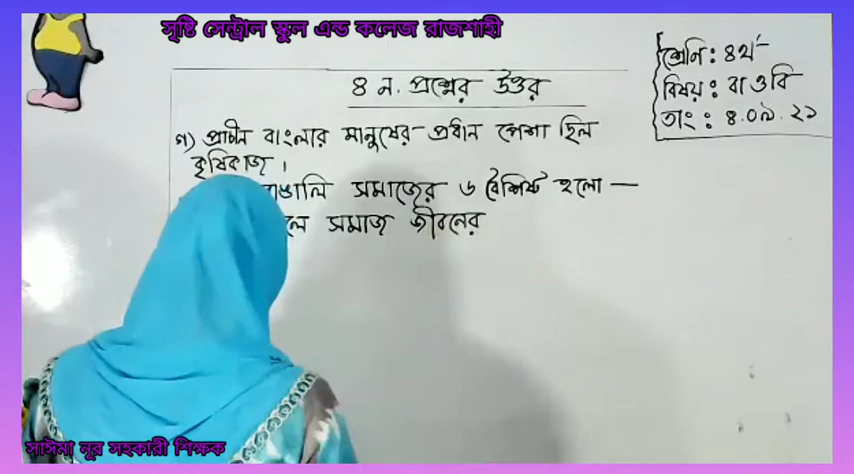 সৃষ্টি সেন্ট্রাল স্কুল এন্ড কলেজ রাজশাহী
শ্রেণি : ৪র্থ
বিষয় : বাওবি
তাং : ৪.০৯.২১
৪ ন. প্রশ্নের উত্তর
গ) প্রাচীন বাংলার মানুষের প্রধান পেশা ছিল
কৃষিকাজ।
সমাজের ৬ বৈশিষ্ট হলো —
সমাজ জীবনের
সাঈমা নূর সহকারী শিক্ষক